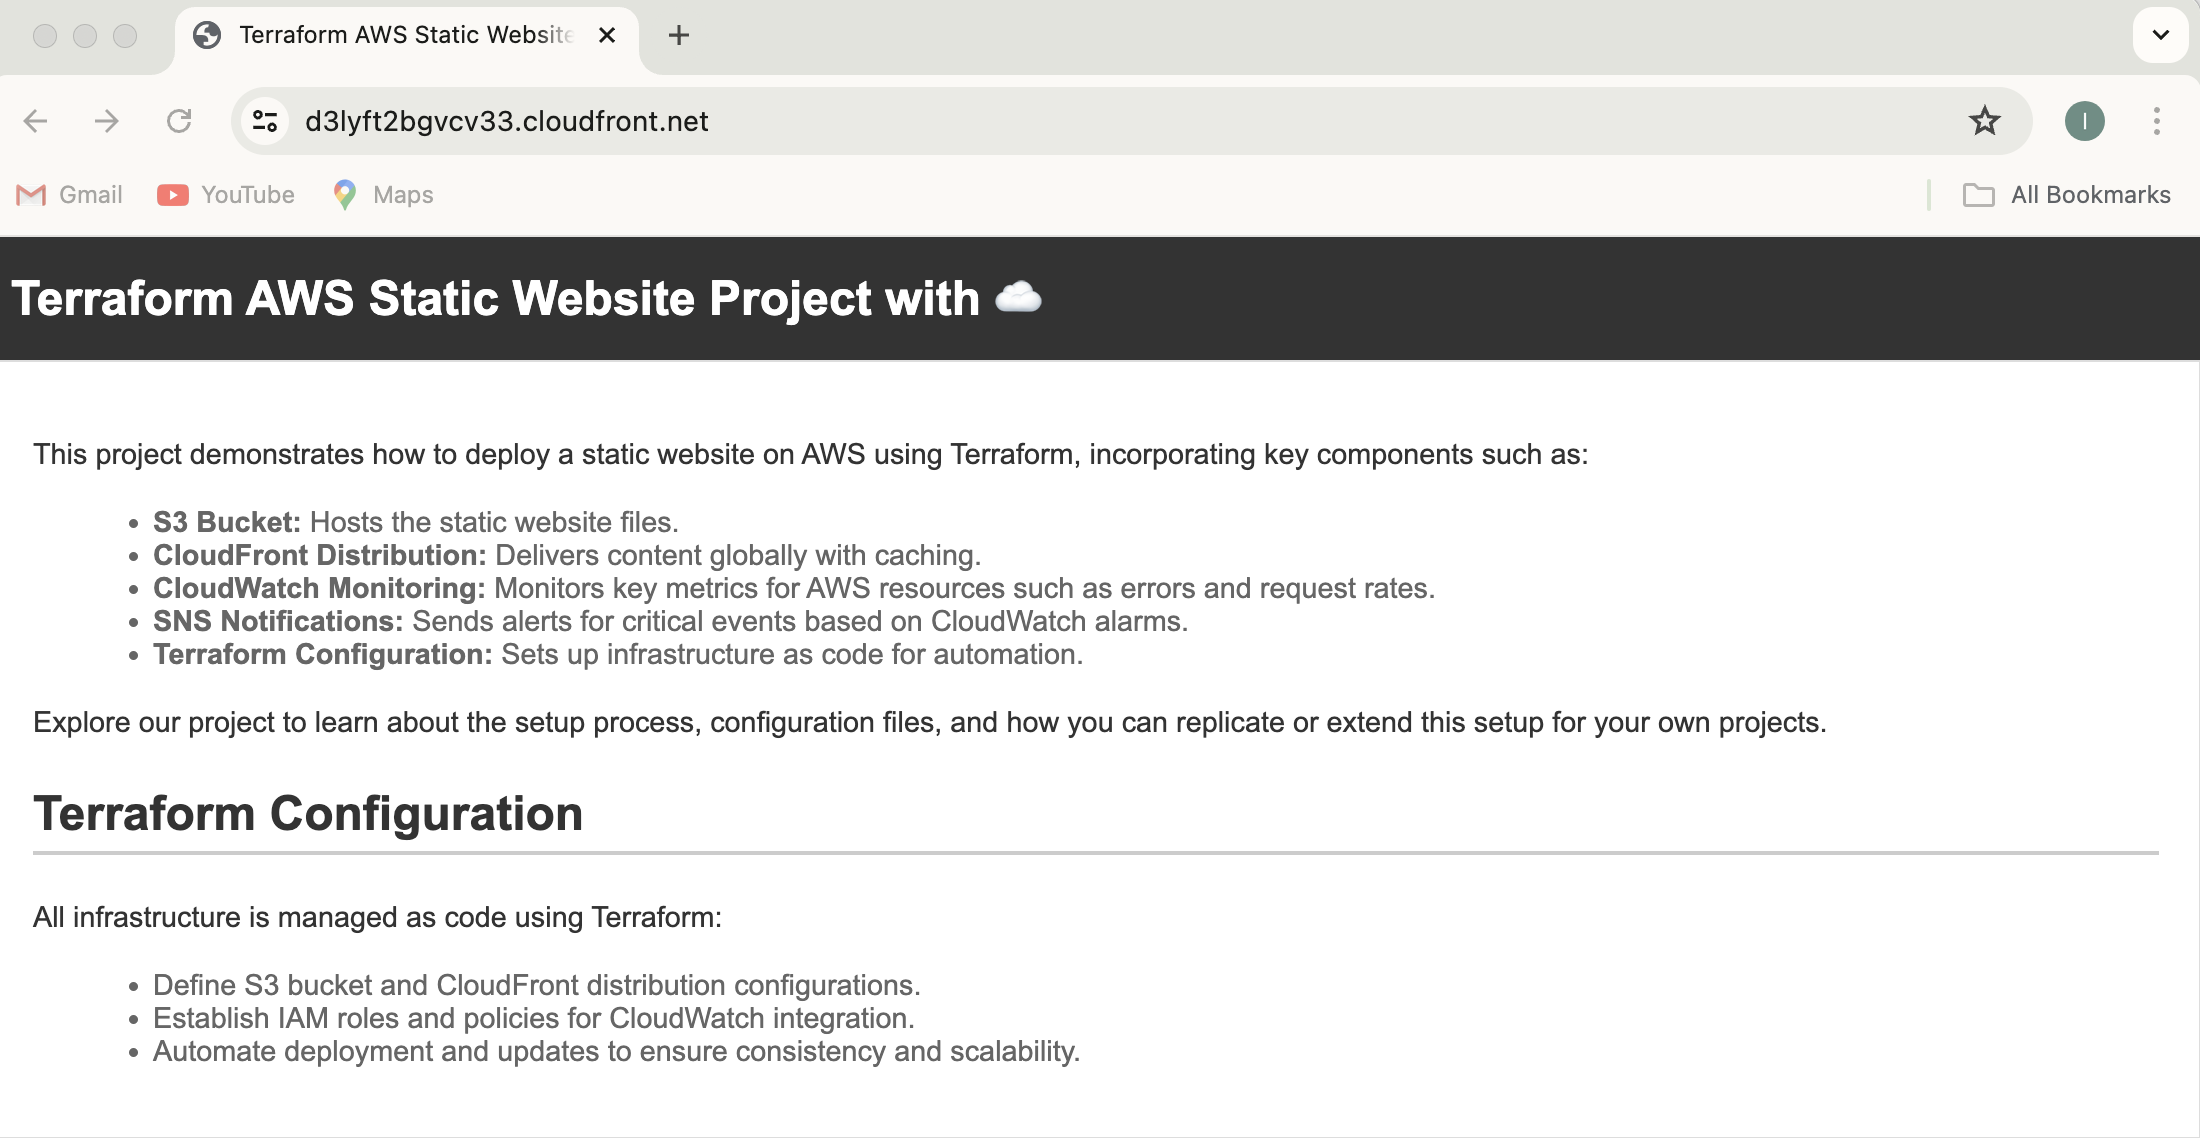 Terraform AWS Static Website
d3lyft2bgvcv33.cloudfront.net
I
Gmail
YouTube
Maps
All Bookmarks
Terraform AWS Static Website Project with ☁️
This project demonstrates how to deploy a static website on AWS using Terraform, incorporating key components such as:
• S3 Bucket: Hosts the static website files.
• CloudFront Distribution: Delivers content globally with caching.
• CloudWatch Monitoring: Monitors key metrics for AWS resources such as errors and request rates.
• SNS Notifications: Sends alerts for critical events based on CloudWatch alarms.
• Terraform Configuration: Sets up infrastructure as code for automation.
Explore our project to learn about the setup process, configuration files, and how you can replicate or extend this setup for your own projects.
Terraform Configuration
All infrastructure is managed as code using Terraform:
• Define S3 bucket and CloudFront distribution configurations.
• Establish IAM roles and policies for CloudWatch integration.
• Automate deployment and updates to ensure consistency and scalability.